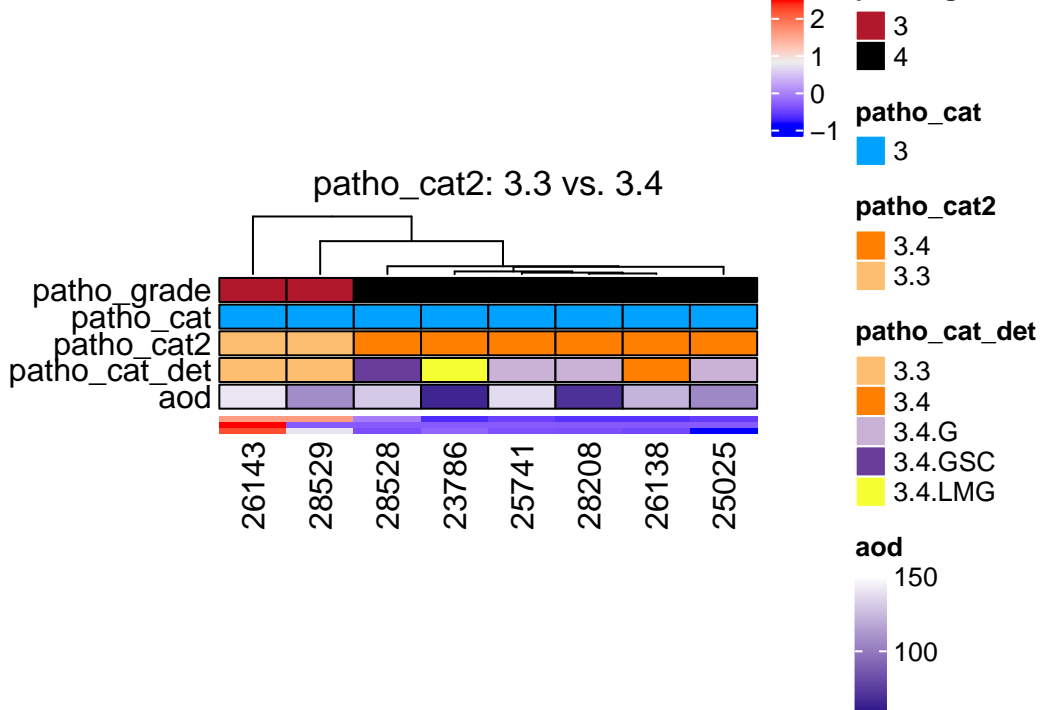 2
1
0
−1
3
4
patho_cat
3
patho_cat2
3.4
3.3
patho_cat_det
3.3
3.4
3.4.G
3.4.GSC
3.4.LMG
aod
150
100
patho_cat2: 3.3 vs. 3.4
patho_grade
patho_cat
patho_cat2
patho_cat_det
aod
26143
28529
28528
23786
25741
28208
26138
25025